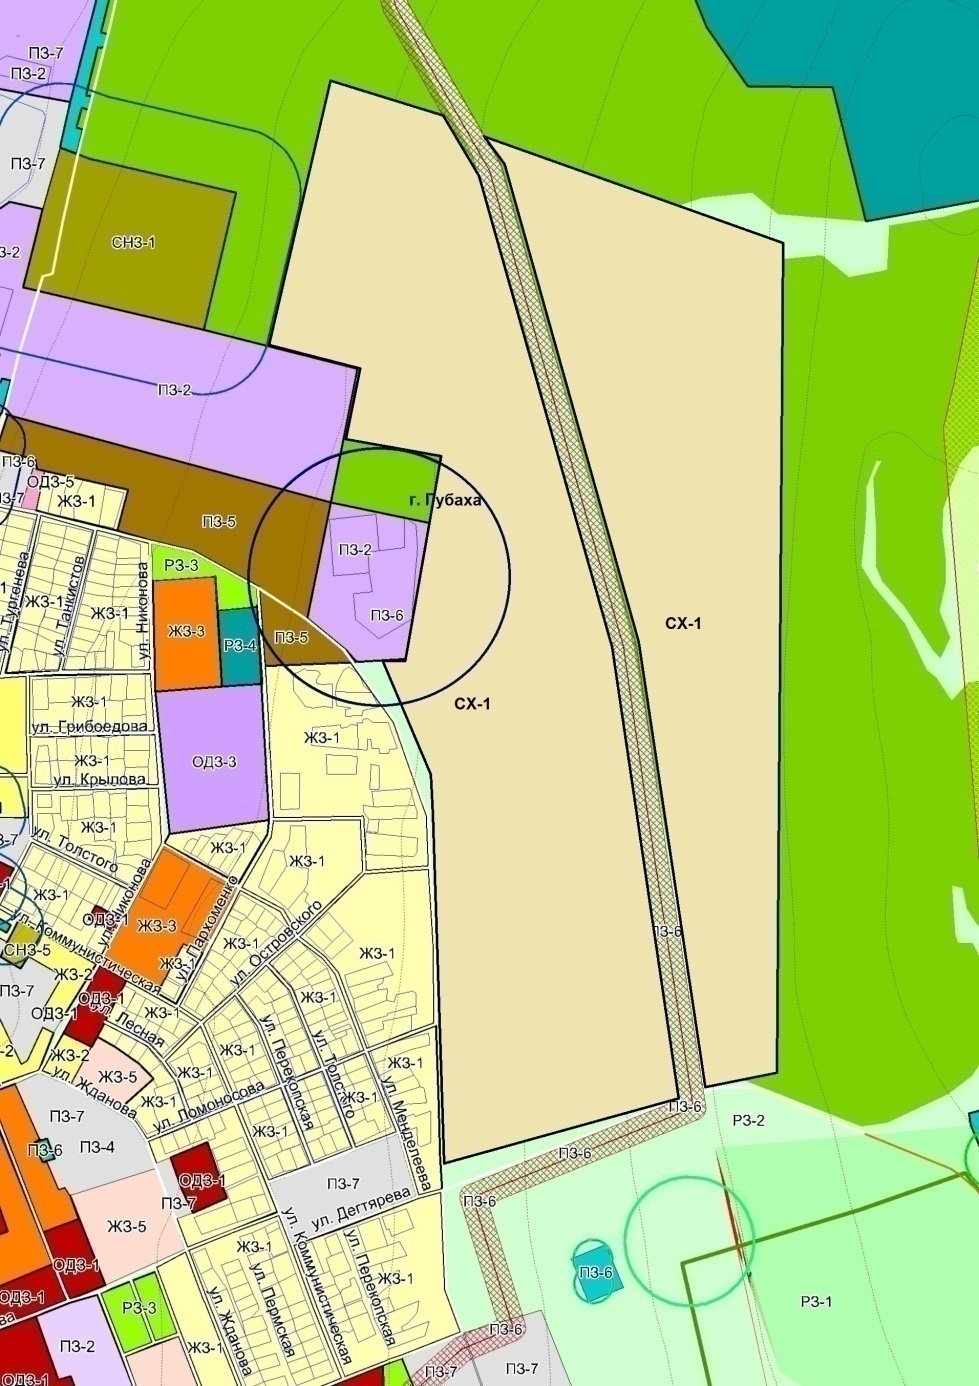 ПЗ-7
ПЗ-2
ПЗ-7
СНЗ-1
З-2
ПЗ-2
ПЗ-6
ОДЗ-5
ЖЗ-1
ПЗ-5
г. Губаха
ПЗ-2
ПЗ-6
РЗ-3
ул. Тургенева
ЖЗ-1
ул. Танкистов
ЖЗ-1
ул. Никонова
ЖЗ-3
РЗ-4
ПЗ-5
СХ-1
СХ-1
ЖЗ-1
ул. Грибоедова
ЖЗ-1
ЖЗ-1
ул. Крылова
ОДЗ-3
ЖЗ-1
ул. Толстого
ЖЗ-1
ЖЗ-1
ЖЗ-1
ул. Никонова
ОДЗ-1
ЖЗ-3
ул. Пархоменко
ул. Коммунистическая
ЖЗ-1
ЖЗ-1
ул. Островского
ЖЗ-1
ПЗ-6
СНЗ-5
ЖЗ-2
ПЗ-7
ОДЗ-1
ОДЗ-1
ул. Лесная
ЖЗ-1
ЖЗ-1
ул. Перекопская
ул. Толстого
ЖЗ-1
ЖЗ-1
ЖЗ-2
ул. Жданова
ЖЗ-5
ЖЗ-1
ЖЗ-1
ул. Ломоносова
ЖЗ-1
ул. Менделеева
ПЗ-6
РЗ-2
ПЗ-7
ПЗ-6
ПЗ-4
ЖЗ-1
ПЗ-6
ОДЗ-1
ПЗ-7
ПЗ-7
ул. Дегтярева
ПЗ-6
ЖЗ-5
ЖЗ-1
ул. Коммунистическая
ул. Перекопская
ЖЗ-1
ОДЗ-1
ПЗ-6
ОДЗ-1
РЗ-3
ул. Жданова
ул. Пермская
РЗ-1
ПЗ-6
ПЗ-2
ЖЗ-1
ПЗ-7
ПЗ-7
ОДЗ-1